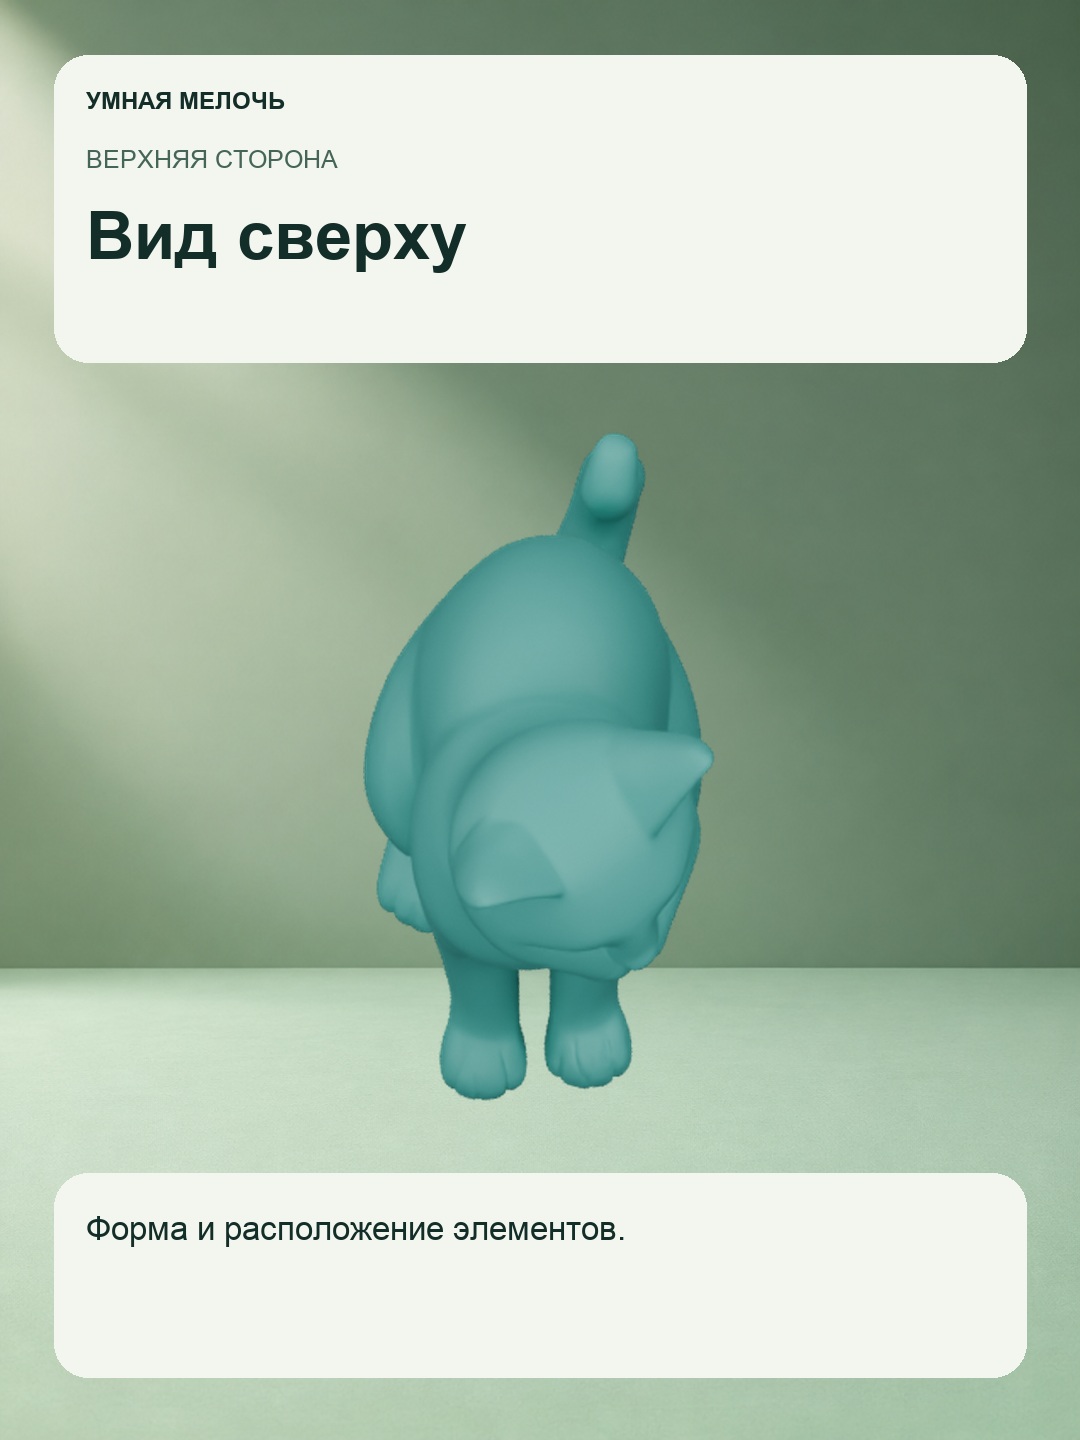 УМНАЯ МЕЛОЧЬ
ВЕРХНЯЯ СТОРОНА
Вид сверху
Форма и расположение элементов.